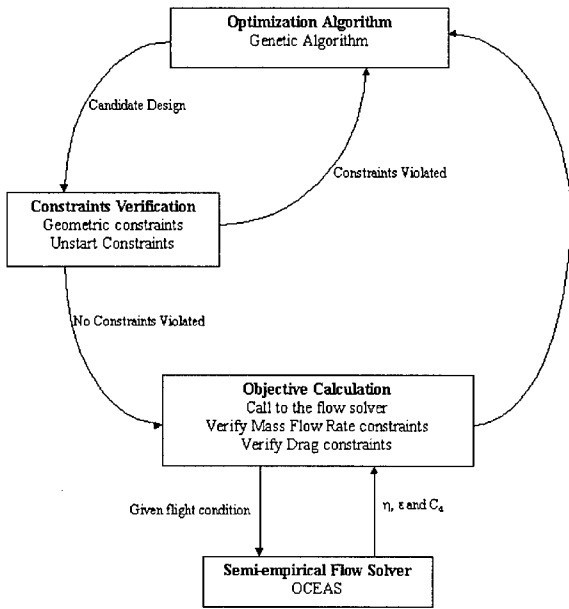 Optimization Algorithm
Genetic Algorithm
Candidate Design
Constraints Violated
Constraints Verification
Geometric constraints
Unstart Constraints
No Constraints Violated
Objective Calculation
Call to the flow solver
Verify Mass Flow Rate constraints
Verify Drag constraints
Given flight condition
η, ε and Cd
Semi-empirical Flow Solver
OCEAS